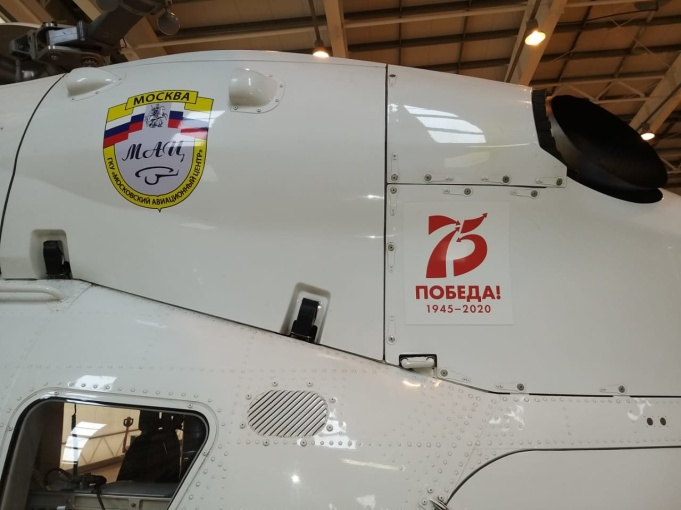 МОСКВА
МАЦ
ГКУ «МОСКОВСКИЙ АВИАЦИОННЫЙ ЦЕНТР»
75
ПОБЕДА!
1945–2020